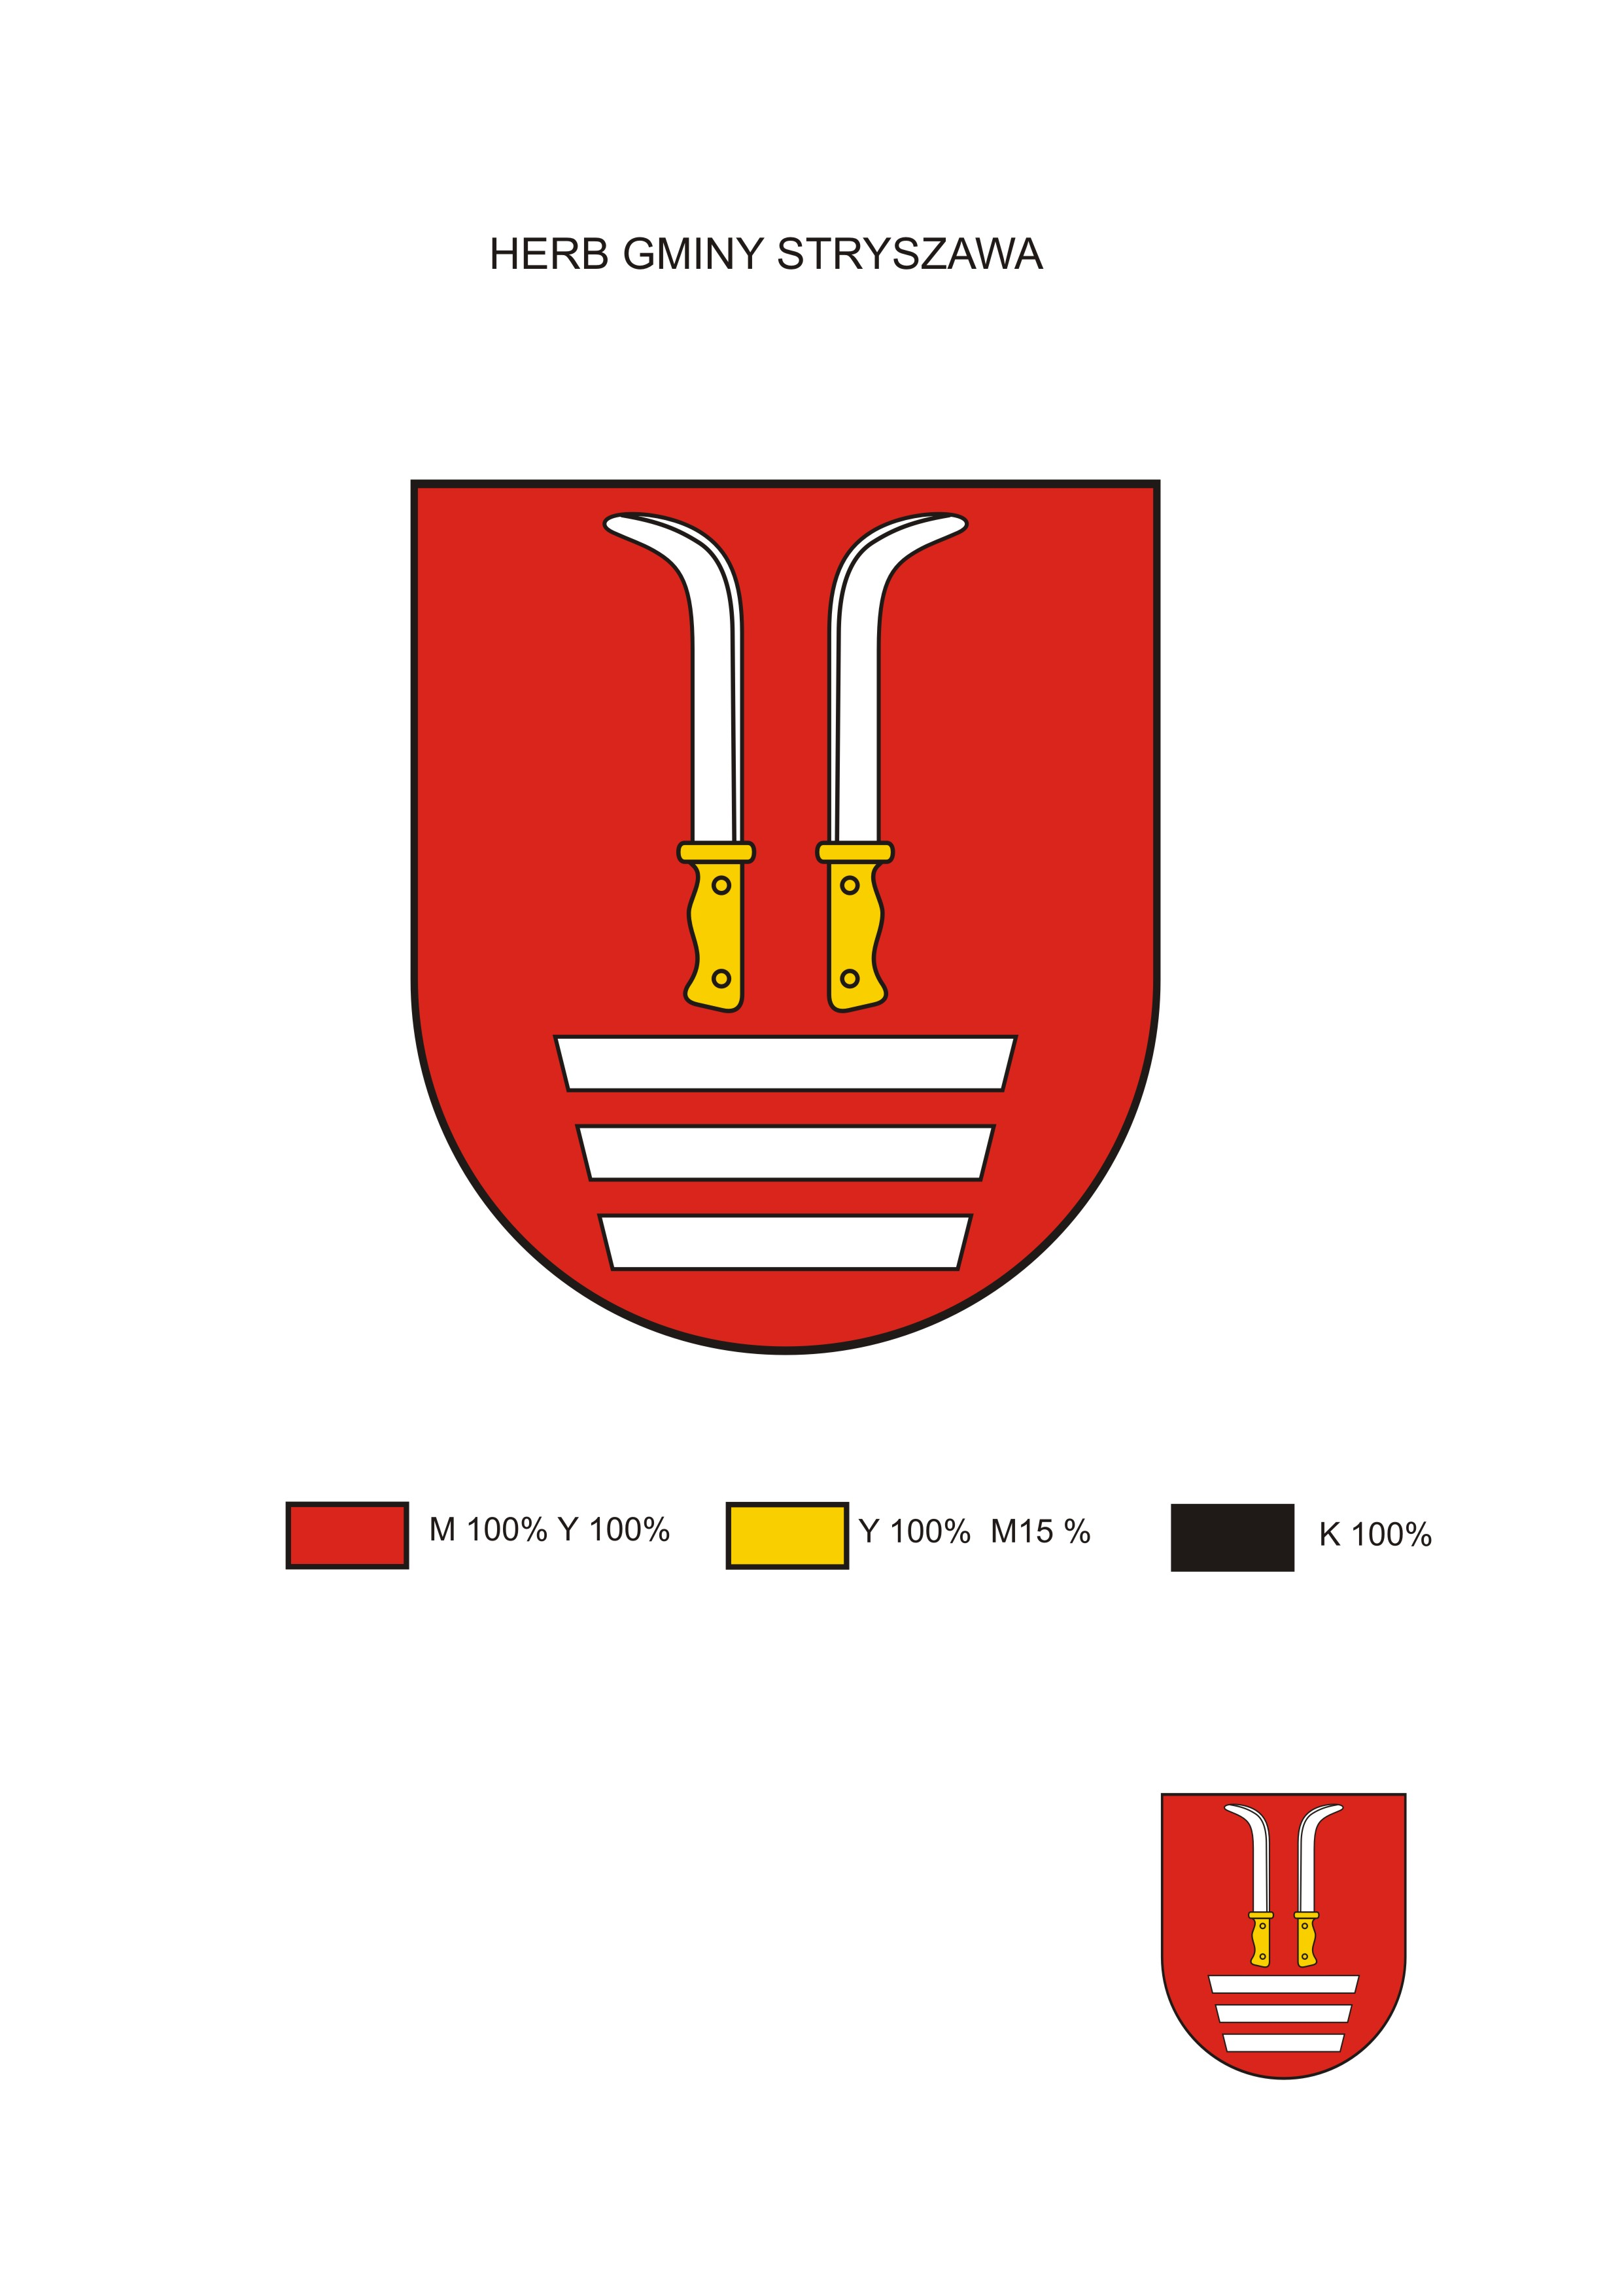 HERB GMINY STRYSZAWA
M 100% Y 100%
Y 100% M15 %
K 100%